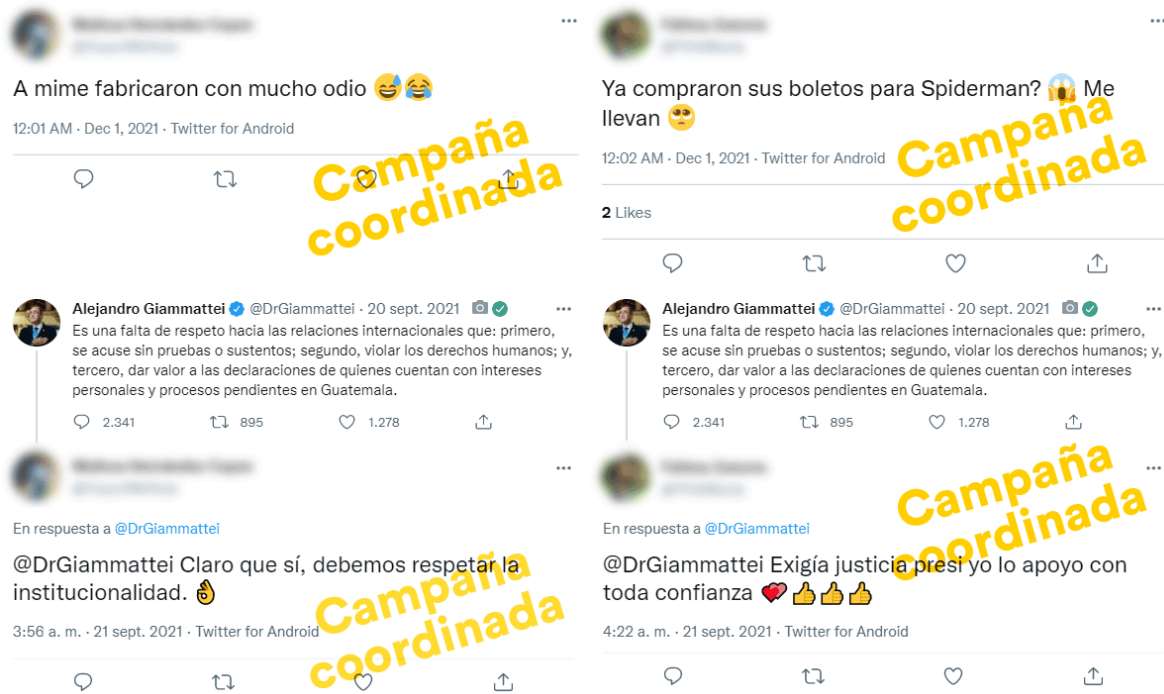 A mime fabricaron con mucho odio 😅😂
12:01 AM · Dec 1, 2021 · Twitter for Android
Campaña
coordinada
Ya compraron sus boletos para Spiderman? 😱 Me
llevan 🥺
12:02 AM · Dec 1, 2021 · Twitter for Android
Campaña
coordinada
2 Likes
Alejandro Giammattei @DrGiammattei · 20 sept. 2021
Es una falta de respeto hacia las relaciones internacionales que: primero,
se acuse sin pruebas o sustentos; segundo, violar los derechos humanos; y,
tercero, dar valor a las declaraciones de quienes cuentan con intereses
personales y procesos pendientes en Guatemala.
2.341 895 1.278
En respuesta a @DrGiammattei
@DrGiammattei Claro que sí, debemos respetar la
institucionalidad. 👌
3:56 a. m. · 21 sept. 2021 · Twitter for Android
Campaña
coordinada
Alejandro Giammattei @DrGiammattei · 20 sept. 2021
Es una falta de respeto hacia las relaciones internacionales que: primero,
se acuse sin pruebas o sustentos; segundo, violar los derechos humanos; y,
tercero, dar valor a las declaraciones de quienes cuentan con intereses
personales y procesos pendientes en Guatemala.
2.341 895 1.278
En respuesta a @DrGiammattei
@DrGiammattei Exigía justicia presi yo lo apoyo con
toda confianza 💕👍👍👍
4:22 a. m. · 21 sept. 2021 · Twitter for Android
Campaña
coordinada